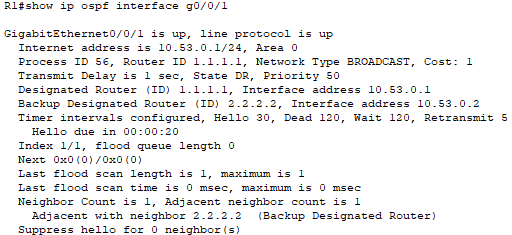 R1#show ip ospf interface g0/0/1
GigabitEthernet0/0/1 is up, line protocol is up
Internet address is 10.53.0.1/24, Area 0
Process ID 56, Router ID 1.1.1.1, Network Type BROADCAST, Cost: 1
Transmit Delay is 1 sec, State DR, Priority 50
Designated Router (ID) 1.1.1.1, Interface address 10.53.0.1
Backup Designated Router (ID) 2.2.2.2, Interface address 10.53.0.2
Timer intervals configured, Hello 30, Dead 120, Wait 120, Retransmit 5
Hello due in 00:00:20
Index 1/1, flood queue length 0
Next 0x0(0)/0x0(0)
Last flood scan length is 1, maximum is 1
Last flood scan time is 0 msec, maximum is 0 msec
Neighbor Count is 1, Adjacent neighbor count is 1
Adjacent with neighbor 2.2.2.2 (Backup Designated Router)
Suppress hello for 0 neighbor(s)